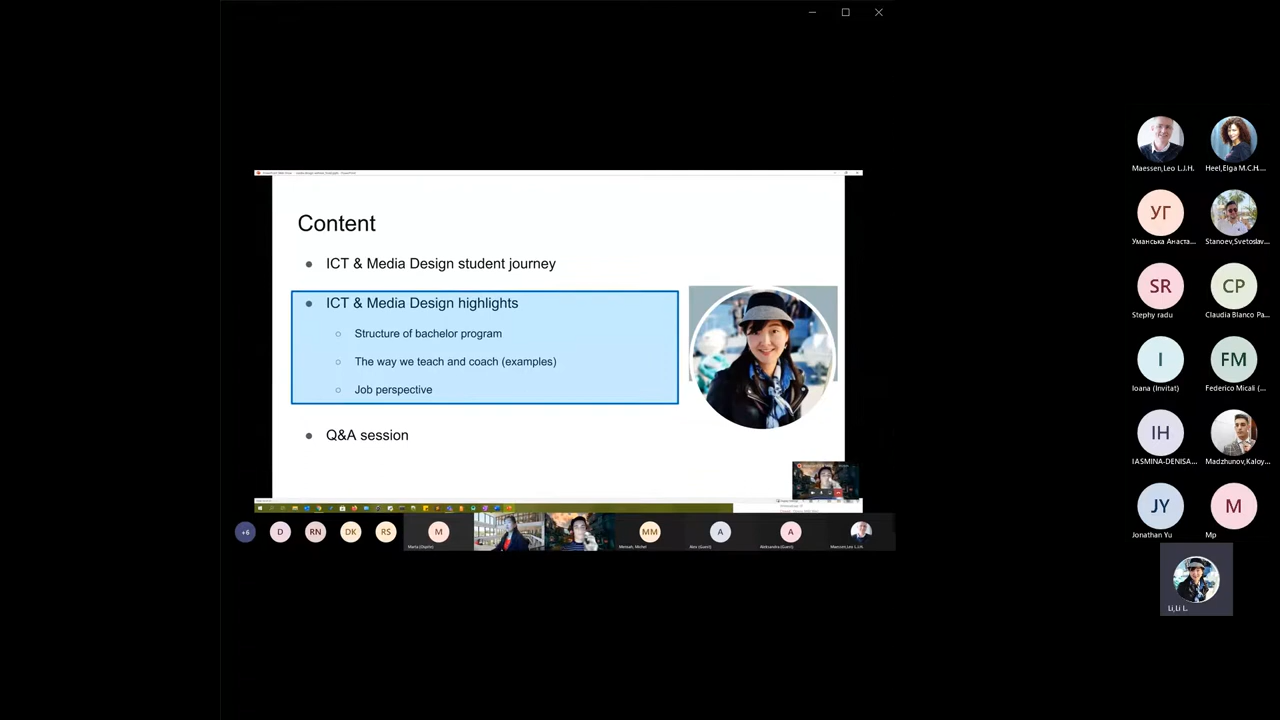 Content
● ICT & Media Design student journey
● ICT & Media Design highlights
○ Structure of bachelor program
○ The way we teach and coach (examples)
○ Job perspective
● Q&A session
+6
D
RN
DK
RS
M
MM
A
A
Maessen,Leo L.J.H.
Heel,Elga M.C.H....
УГ
Уманська Анаста...
Stanoev,Svetoslav...
SR
CP
Stephy radu
Claudia Blanco Pa...
I
FM
Ioana (Invitat)
Federico Micali (...
IH
IASMINA-DENISA...
Madzhunov,Kaloy...
JY
M
Jonathan Yu
Mp
Li,Li L.